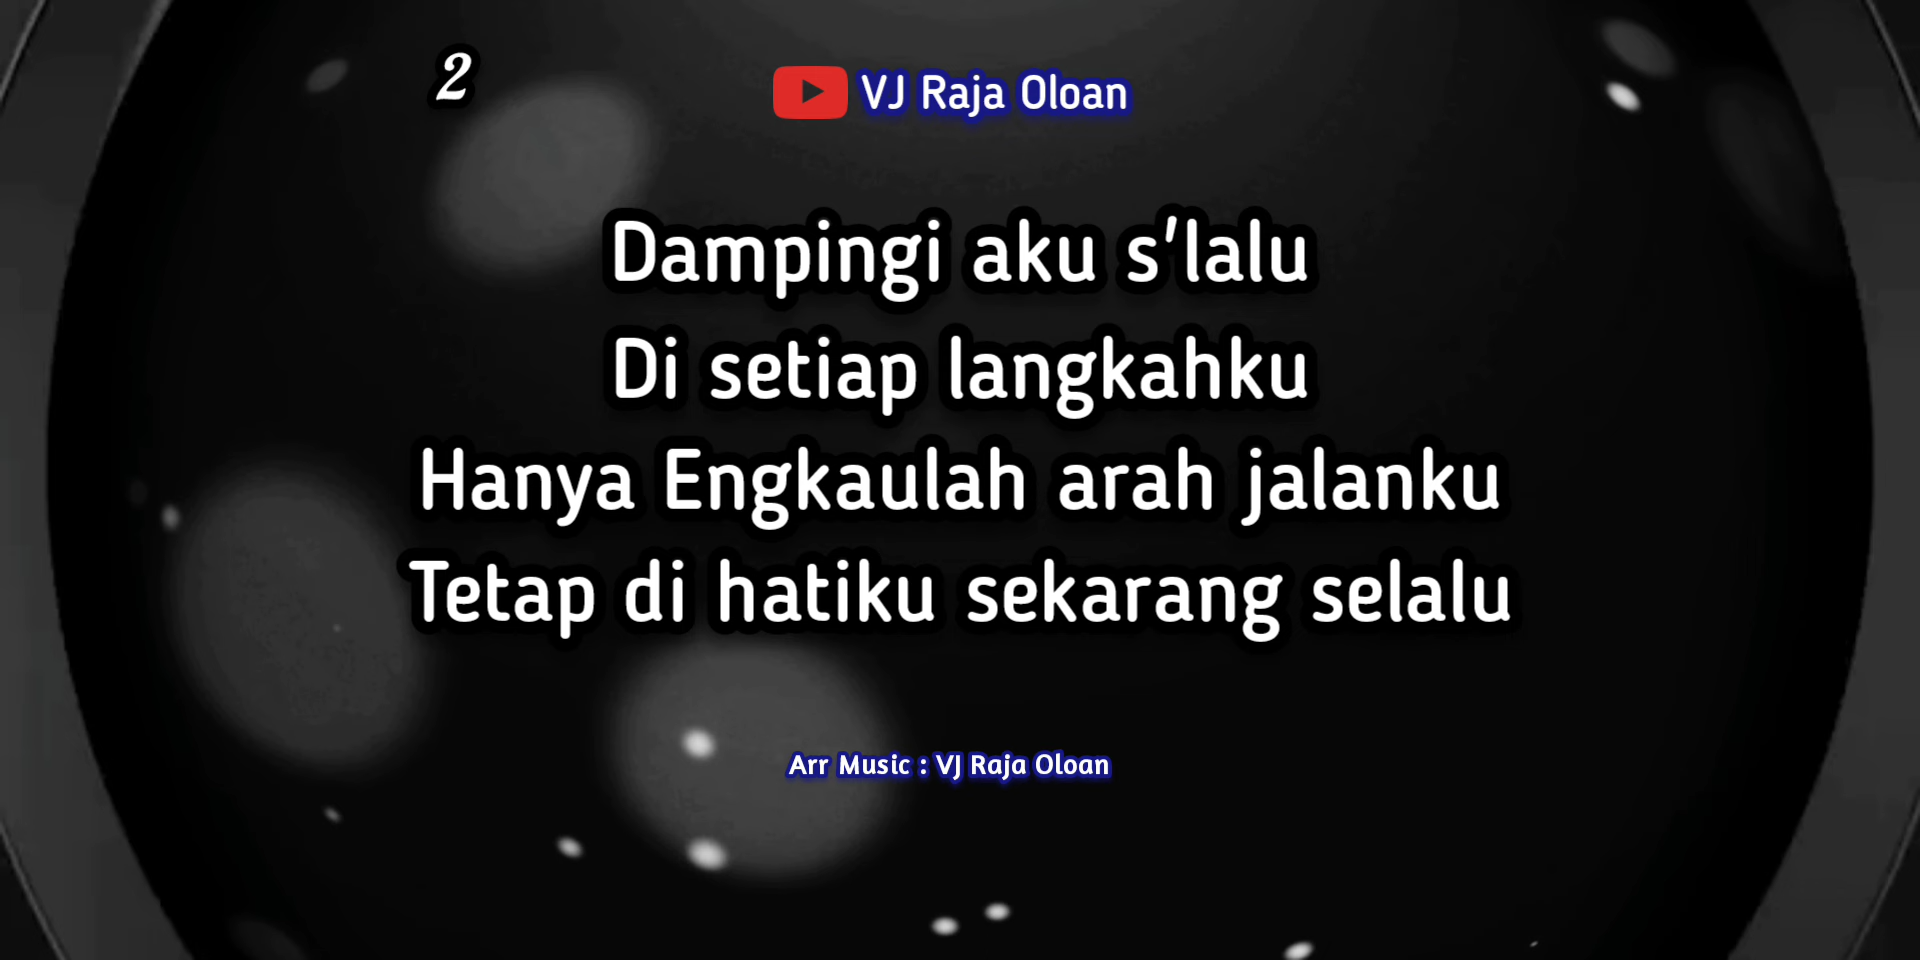 2
VJ Raja Oloan
Dampingi aku s'lalu
Di setiap langkahku
Hanya Engkaulah arah jalanku
Tetap di hatiku sekarang selalu
Arr Music : VJ Raja Oloan